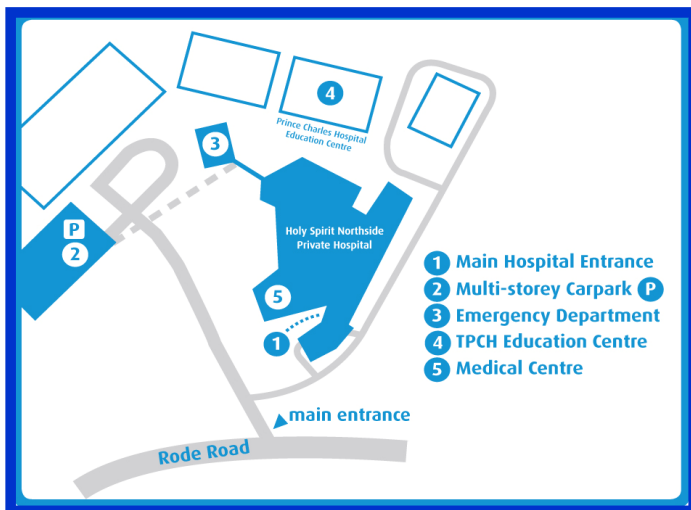 4
Prince Charles Hospital
Education Centre
3
P
2
Holy Spirit Northside
Private Hospital
5
1
1 Main Hospital Entrance
2 Multi-storey Carpark P
3 Emergency Department
4 TPCH Education Centre
5 Medical Centre
main entrance
Rode Road